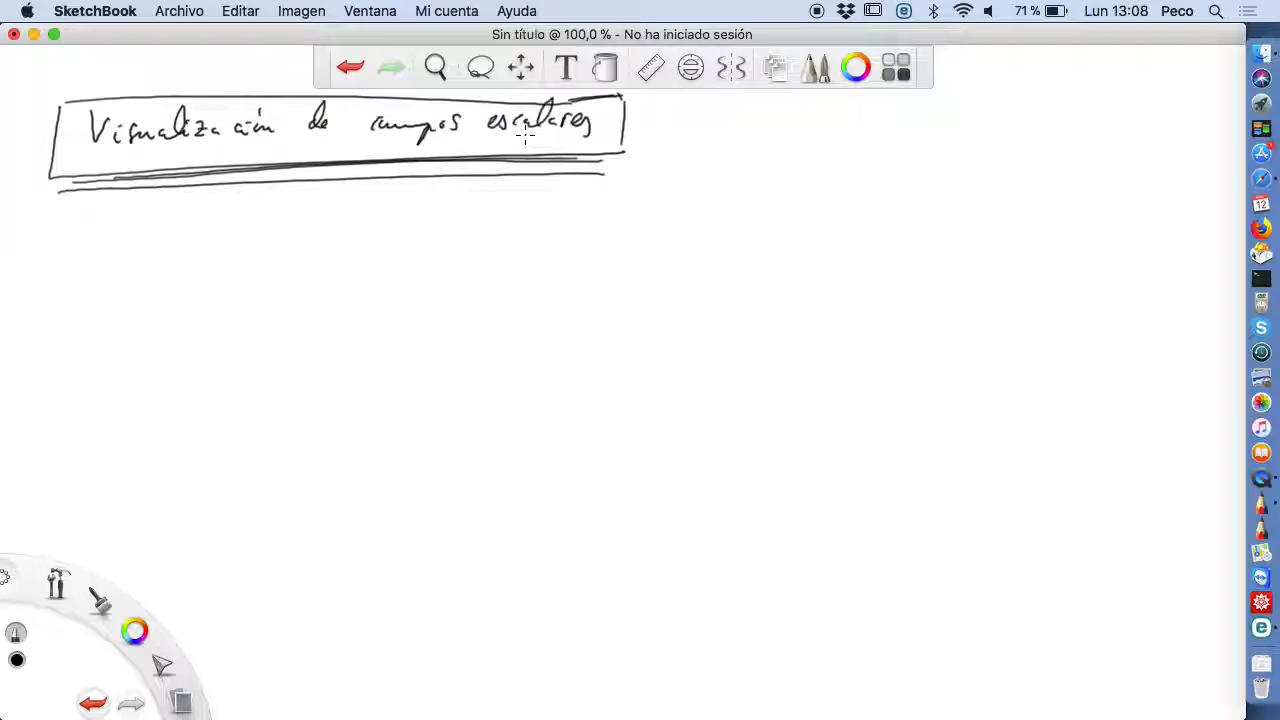 SketchBook Archivo Editar Imagen Ventana Mi cuenta Ayuda 71 % Lun 13:08 Peco
Sin título @ 100,0 % - No ha iniciado sesión
T
Visualización de campos escalares
12
S